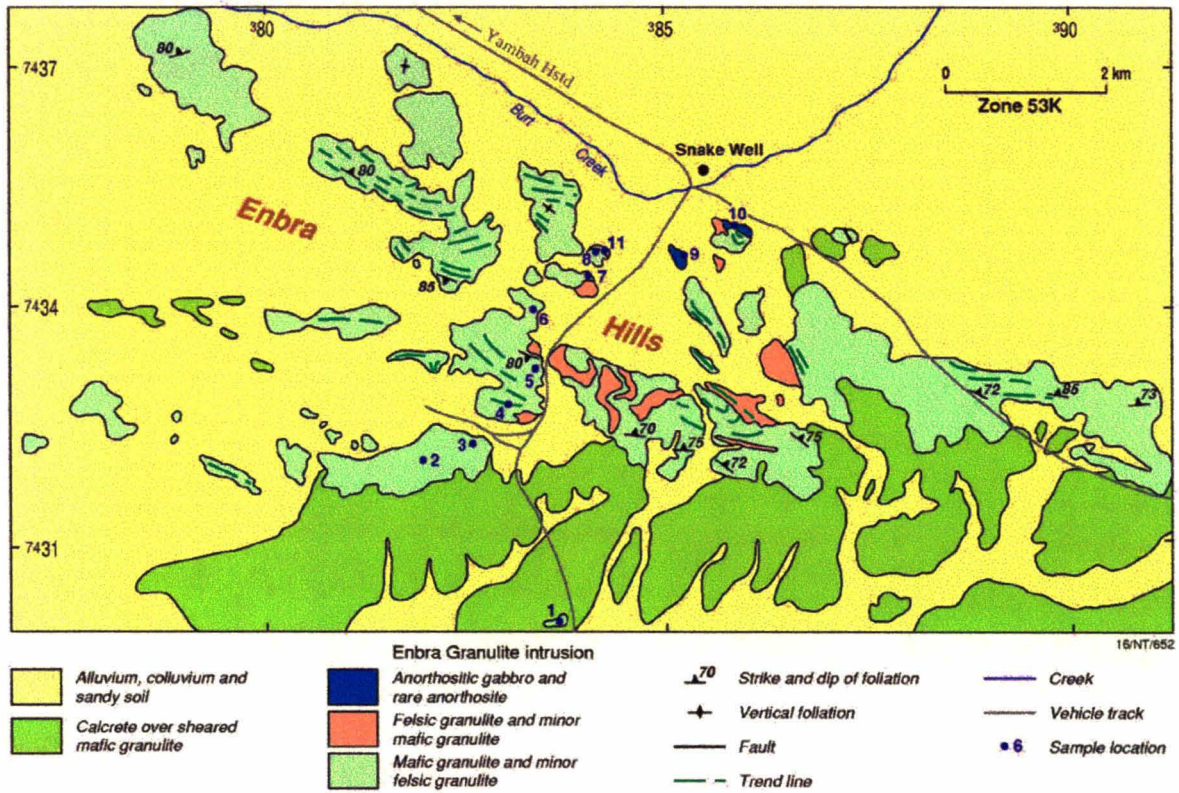 ³80
³85
³90
7437
7434
7431
80
Yambah Hstd
0 2 km
Zone 53K
Burt
Creek
Snake Well
80
Enbra
10
11
8
9
7
85
6
Hills
80
5
4
72
85
73
70
75
75
72
3
2
1
16/NT/652
Alluvium, colluvium and
sandy soil
Calcrete over sheared
mafic granulite
Enbra Granulite intrusion
Anorthositic gabbro and
rare anorthosite
Felsic granulite and minor
mafic granulite
Mafic granulite and minor
felsic granulite
70 Strike and dip of foliation
Vertical foliation
Fault
Trend line
Creek
Vehicle track
6 Sample location